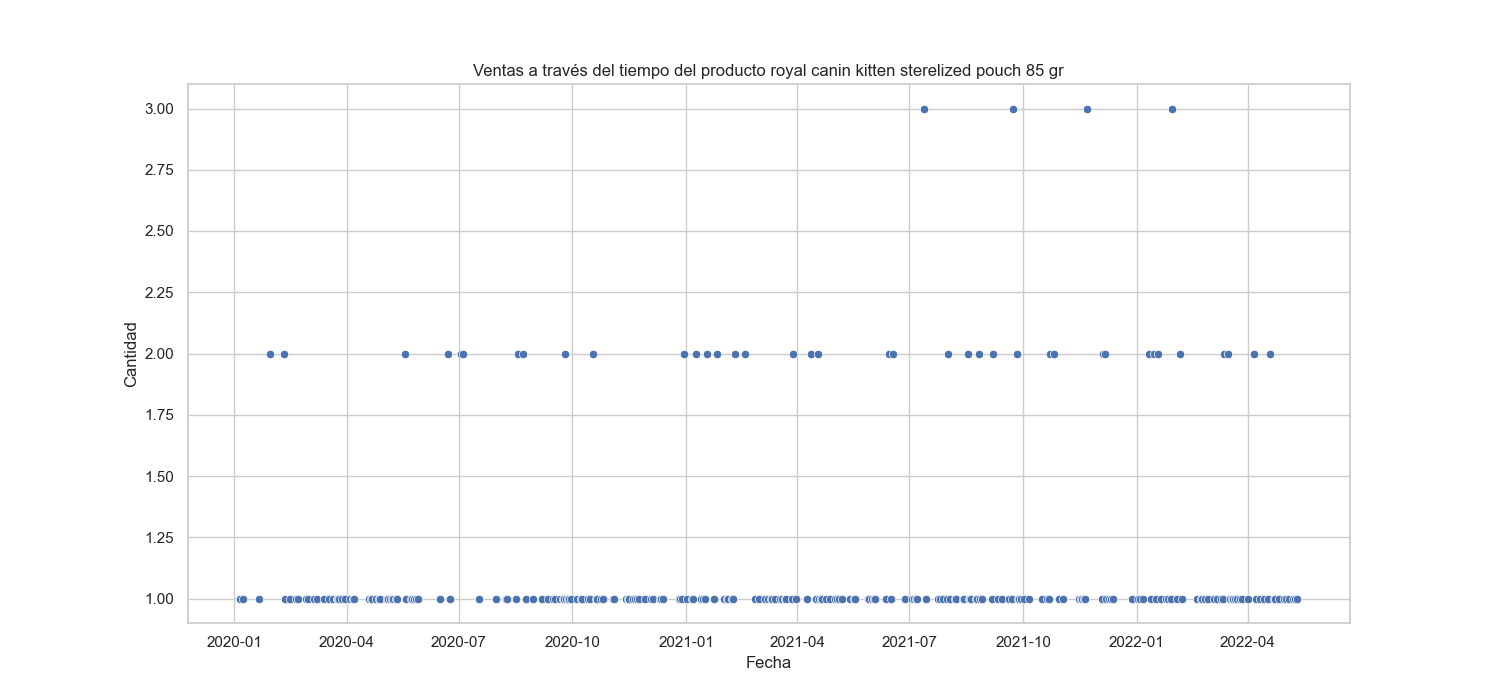 Ventas a través del tiempo del producto royal canin kitten sterelized pouch 85 gr
3.00
2.75
2.50
2.25
2.00
1.75
1.50
1.25
1.00
Cantidad
2020-01 2020-04 2020-07 2020-10 2021-01 2021-04 2021-07 2021-10 2022-01 2022-04
Fecha